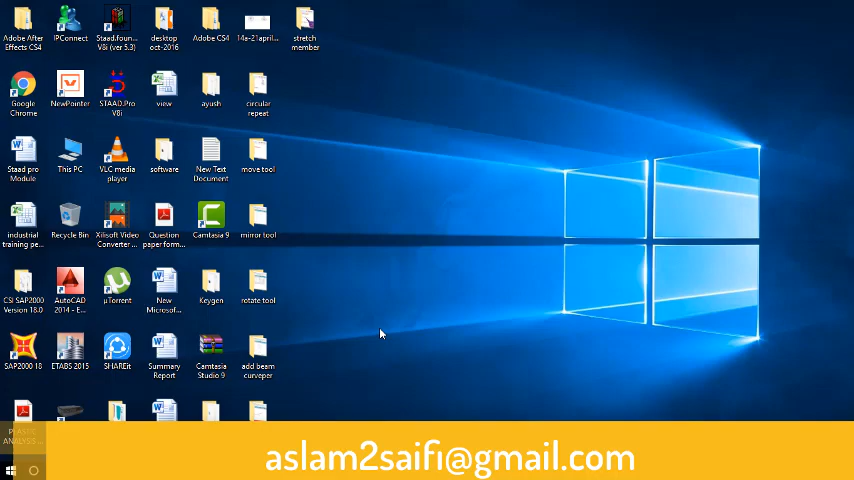 Adobe After
Effects CS4
IPConnect
Staad.foun...
V8i (ver 5.3)
desktop
oct-2016
Adobe CS4
14a-21april...
stretch
member
Google
Chrome
NewPointer
STAAD.Pro
V8i
view
ayush
circular
repeat
Staad pro
Module
This PC
VLC media
player
software
New Text
Document
move tool
industrial
training pe...
Recycle Bin
Xilisoft Video
Converter ...
Question
paper form...
Camtasia 9
mirror tool
CSI SAP2000
Version 18.0
AutoCAD
2014 - E...
µTorrent
New
Microsof...
Keygen
rotate tool
SAP2000 18
ETABS 2015
SHAREit
Summary
Report
Camtasia
Studio 9
add beam
curveper
ANALYSIS
aslam2saifi@gmail.com